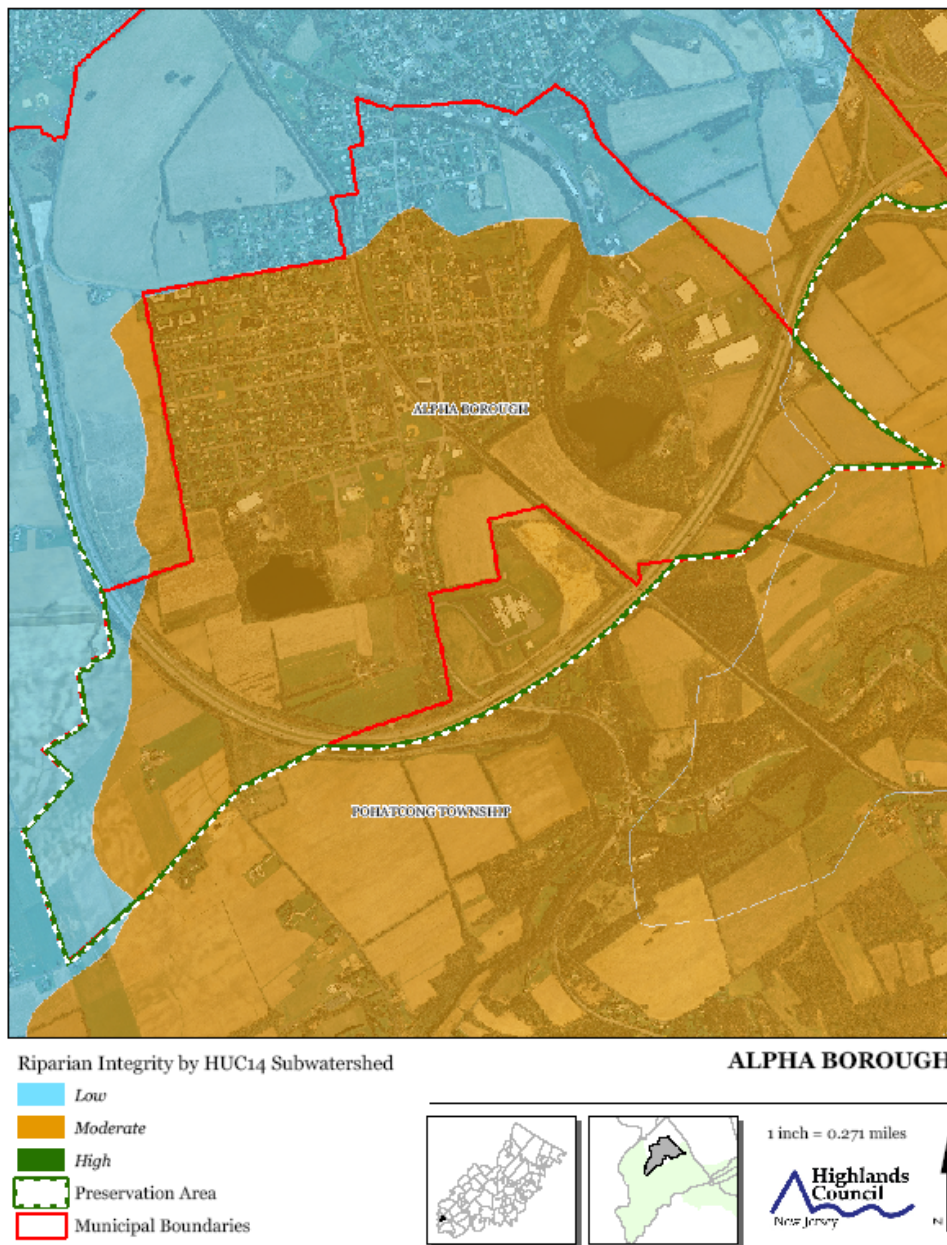 ALPHA BOROUGH
POHATCONG TOWNSHIP
Riparian Integrity by HUC14 Subwatershed
Low
Moderate
High
Preservation Area
Municipal Boundaries
ALPHA BOROUGH
1 inch = 0.271 miles
Highlands
Council
New Jersey
N